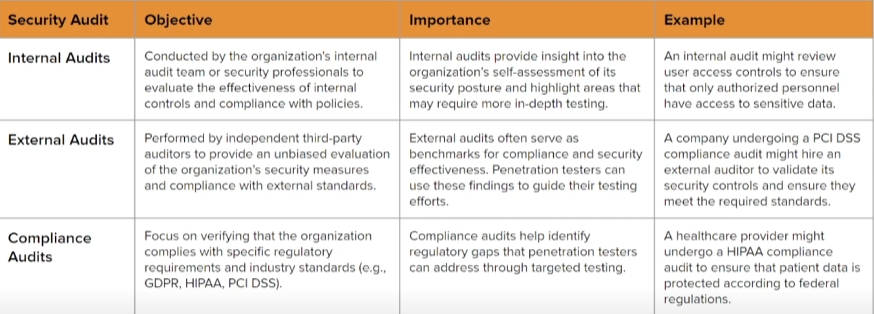 Security Audit Objective Importance Example
Internal Audits
Conducted by the organization's internal
audit team or security professionals to
evaluate the effectiveness of internal
controls and compliance with policies.
Internal audits provide insight into the
organization's self-assessment of its
security posture and highlight areas that
may require more in-depth testing.
An internal audit might review
user access controls to ensure
that only authorized personnel
have access to sensitive data.
External Audits
Performed by independent third-party
auditors to provide an unbiased evaluation
of the organization's security measures
and compliance with external standards.
External audits often serve as
benchmarks for compliance and security
effectiveness. Penetration testers can
use these findings to guide their testing
efforts.
A company undergoing a PCI DSS
compliance audit might hire an
external auditor to validate its
security controls and ensure they
meet the required standards.
Compliance
Audits
Focus on verifying that the organization
complies with specific regulatory
requirements and industry standards (e.g.,
GDPR, HIPAA, PCI DSS).
Compliance audits help identify
regulatory gaps that penetration testers
can address through targeted testing.
A healthcare provider might
undergo a HIPAA compliance
audit to ensure that patient data is
protected according to federal
regulations.